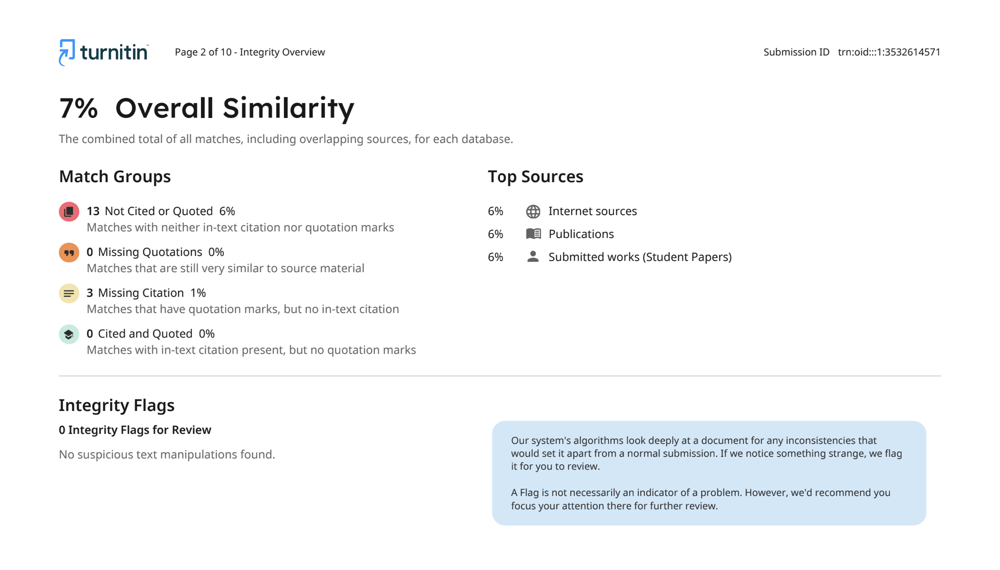 turnitin
Page 2 of 10 - Integrity Overview
Submission ID trn:oid:::1:3532614571
7% Overall Similarity
The combined total of all matches, including overlapping sources, for each database.
Match Groups
13 Not Cited or Quoted 6%
Matches with neither in-text citation nor quotation marks
0 Missing Quotations 0%
Matches that are still very similar to source material
3 Missing Citation 1%
Matches that have quotation marks, but no in-text citation
0 Cited and Quoted 0%
Matches with in-text citation present, but no quotation marks
Top Sources
6% Internet sources
6% Publications
6% Submitted works (Student Papers)
Integrity Flags
0 Integrity Flags for Review
No suspicious text manipulations found.
Our system's algorithms look deeply at a document for any inconsistencies that
would set it apart from a normal submission. If we notice something strange, we flag
it for you to review.
A Flag is not necessarily an indicator of a problem. However, we'd recommend you
focus your attention there for further review.